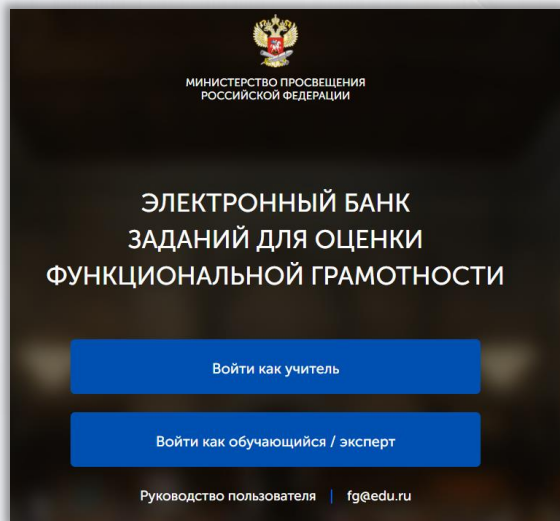 МИНИСТЕРСТВО ПРОСВЕЩЕНИЯ
РОССИЙСКОЙ ФЕДЕРАЦИИ
ЭЛЕКТРОННЫЙ БАНК
ЗАДАНИЙ ДЛЯ ОЦЕНКИ
ФУНКЦИОНАЛЬНОЙ ГРАМОТНОСТИ
Войти как учитель
Войти как обучающийся / эксперт
Руководство пользователя | fg@edu.ru